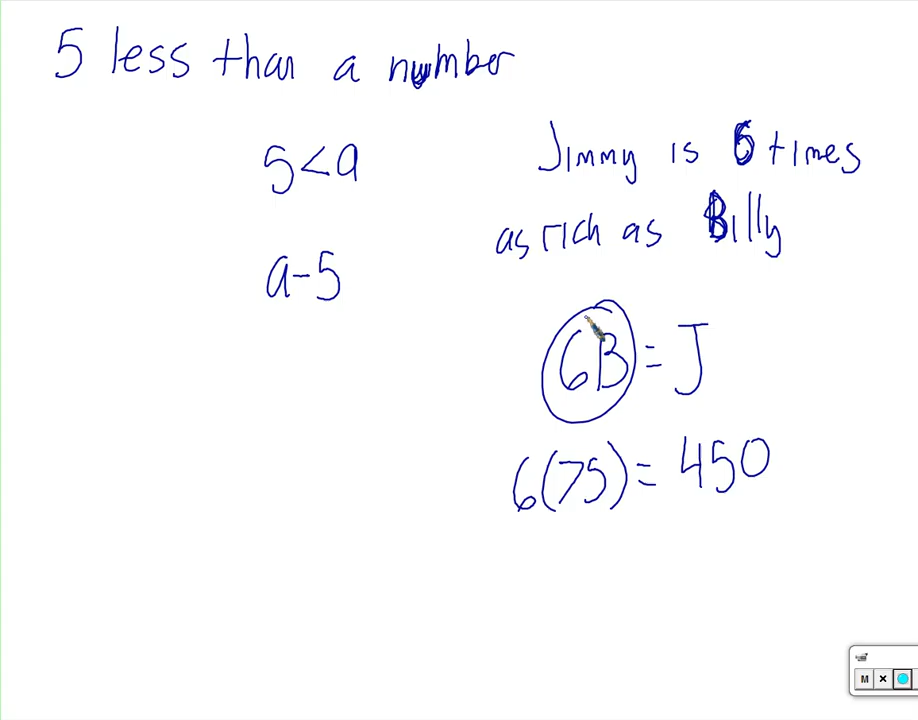 5 less than a number
5<a
a-5
Jimmy is 6 times
as rich as Billy
6B = J
6(75) = 450
M ×